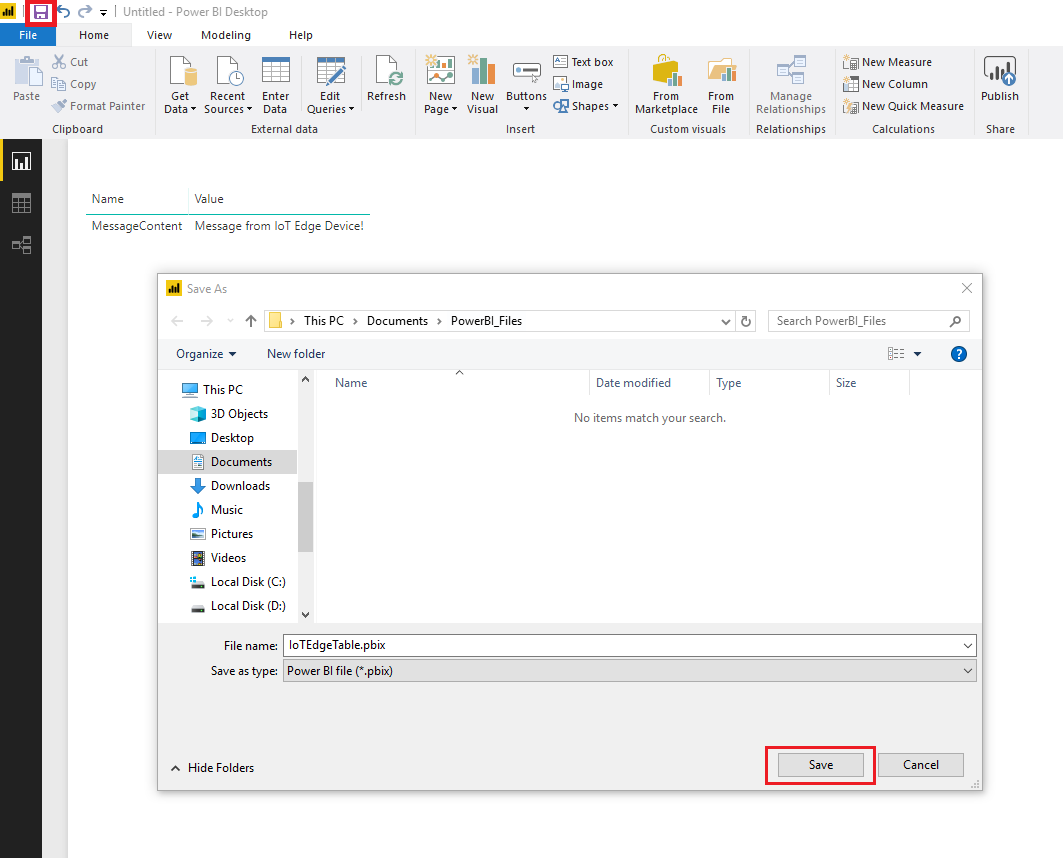 Untitled - Power BI Desktop
File Home View Modeling Help
Paste
Cut
Copy
Format Painter
Clipboard
Get Data
Recent Sources
Enter Data
Edit Queries
Refresh
External data
New Page
New Visual
Buttons
Text box
Image
Shapes
Insert
From Marketplace
From File
Custom visuals
Manage Relationships
Relationships
New Measure
New Column
New Quick Measure
Calculations
Publish
Share
Name Value
MessageContent Message from IoT Edge Device!
Save As
This PC > Documents > PowerBI_Files
Search PowerBI_Files
Organize New folder
?
This PC
3D Objects
Desktop
Documents
Downloads
Music
Pictures
Videos
Local Disk (C:)
Local Disk (D:)
Name Date modified Type Size
No items match your search.
File name: IoTEdgeTable.pbix
Save as type: Power BI file (*.pbix)
Hide Folders
Save Cancel